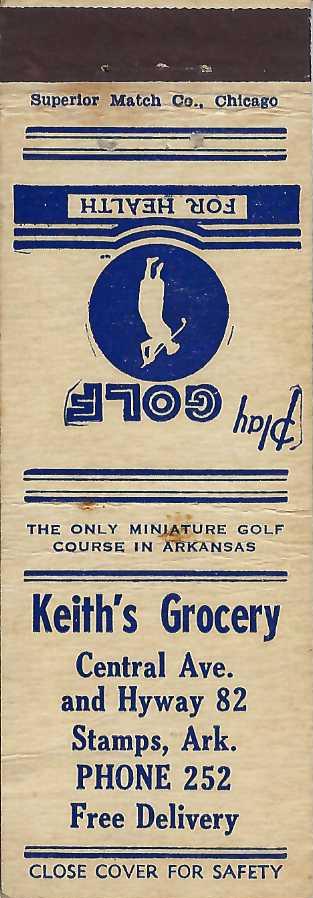 Superior Match Co., Chicago
FOR HEALTH
GOLF
play
THE ONLY MINIATURE GOLF
COURSE IN ARKANSAS
Keith's Grocery
Central Ave.
and Hyway 82
Stamps, Ark.
PHONE 252
Free Delivery
CLOSE COVER FOR SAFETY